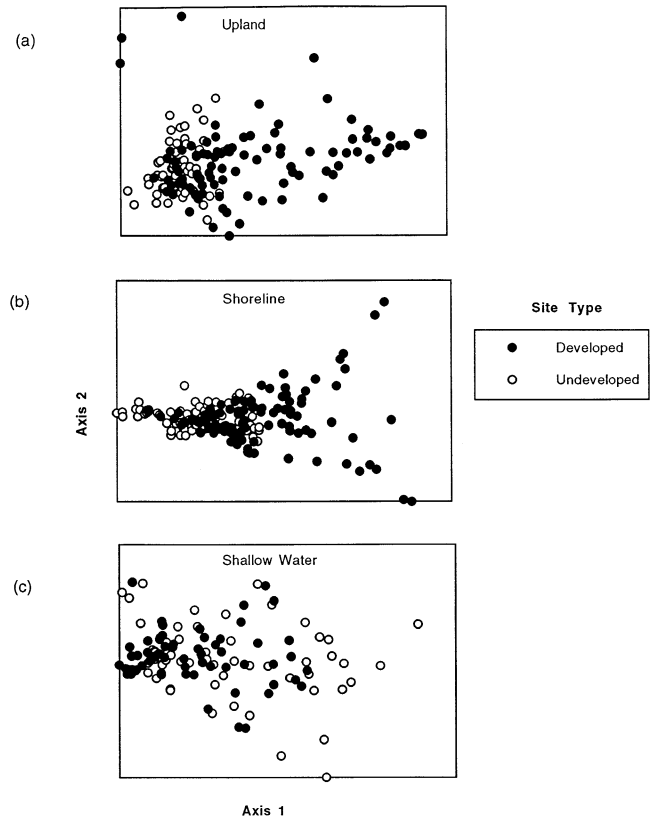 (a)
Upland
(b)
Shoreline
Site Type
Developed
Undeveloped
Axis 2
(c)
Shallow Water
Axis 1